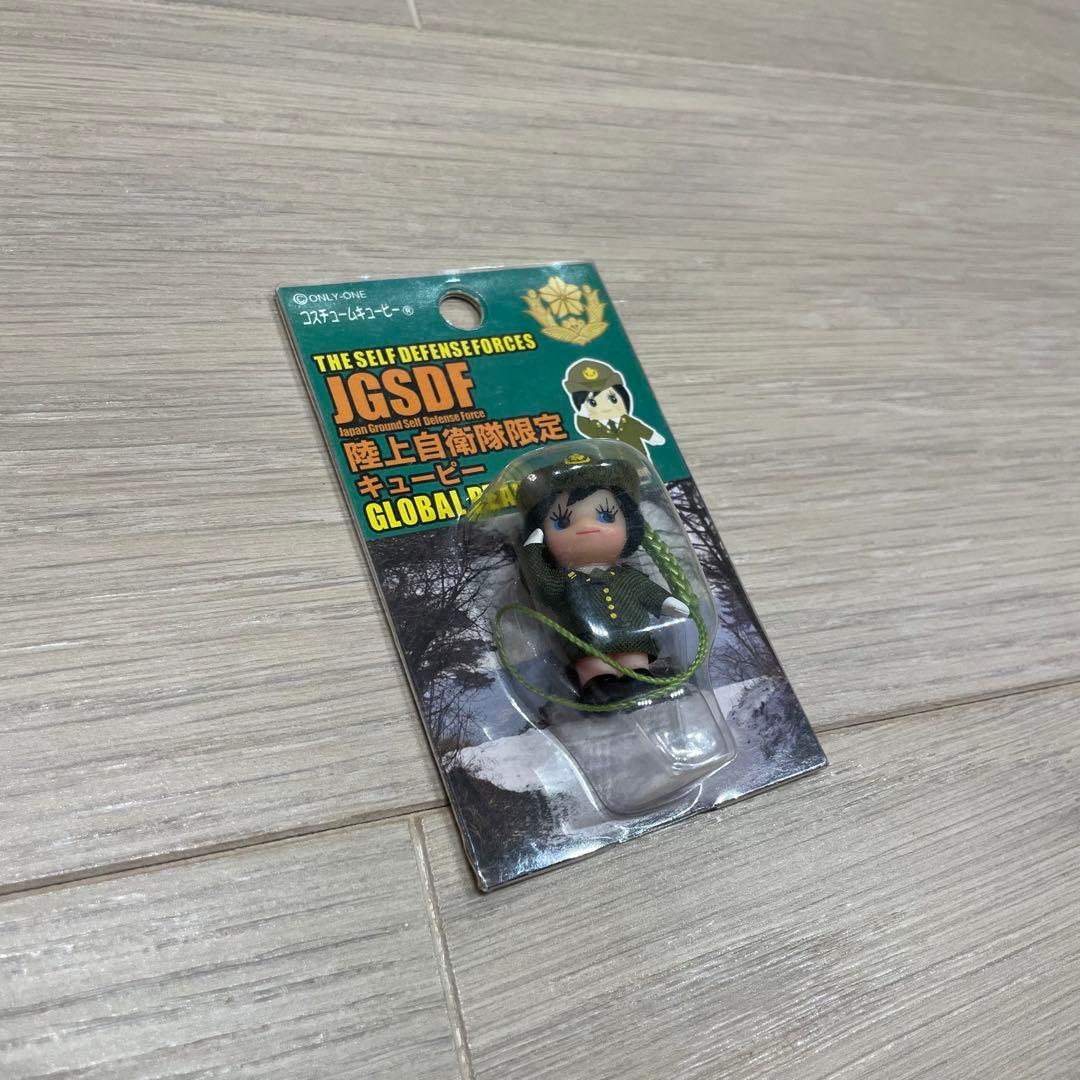 ©ONLY-ONE
コスチュームキューピー®
THE SELF DEFENSE FORCES
JGSDF
Japan Ground Self Defense Force
陸上自衛隊限定
キューピー
GLOBAL